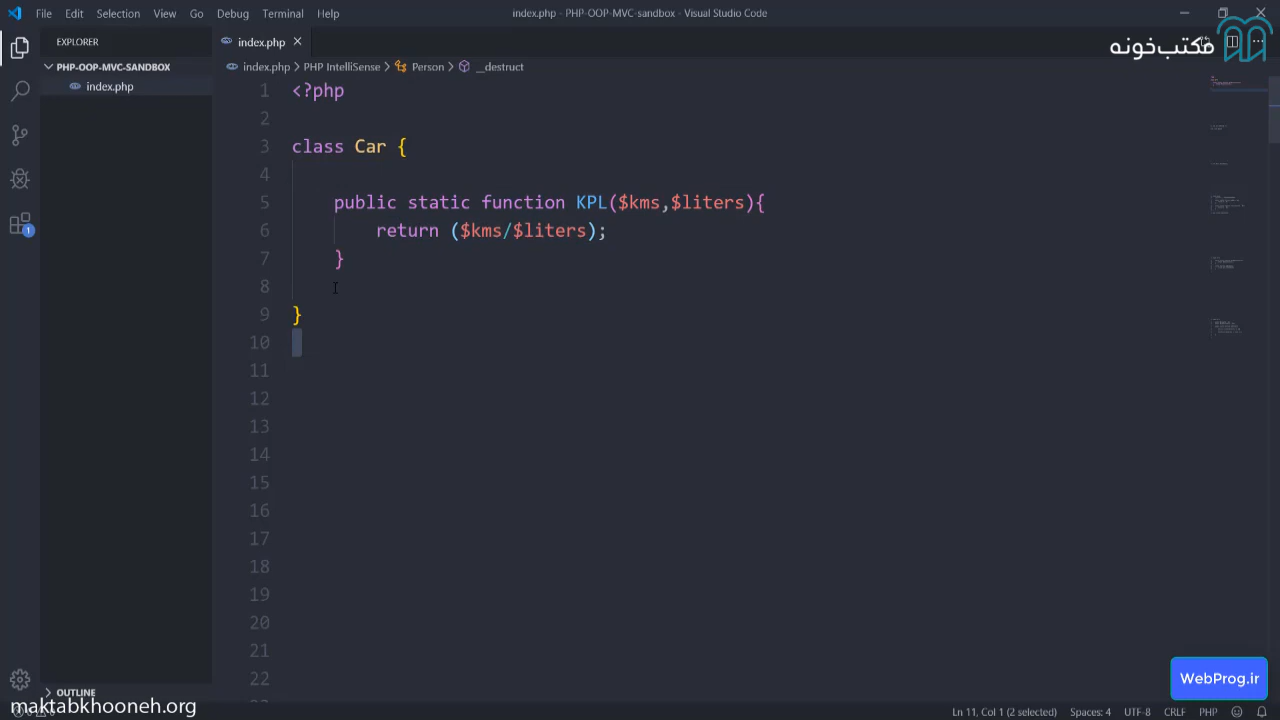 File Edit Selection View Go Debug Terminal Help
index.php - PHP-OOP-MVC-sandbox - Visual Studio Code
EXPLORER
index.php
مکتب‌خونه
PHP-OOP-MVC-SANDBOX
index.php
index.php > PHP IntelliSense > Person > __destruct
1 <?php
2
3 class Car {
4
5 public static function KPL($kms,$liters){
6 return ($kms/$liters);
7 }
8
9 }
10
11
12
13
14
15
16
17
18
19
20
21
22
1
OUTLINE
WebProg.ir
maktabkhooneh.org
Ln 11, Col 1 (2 selected) Spaces: 4 UTF-8 CRLF PHP